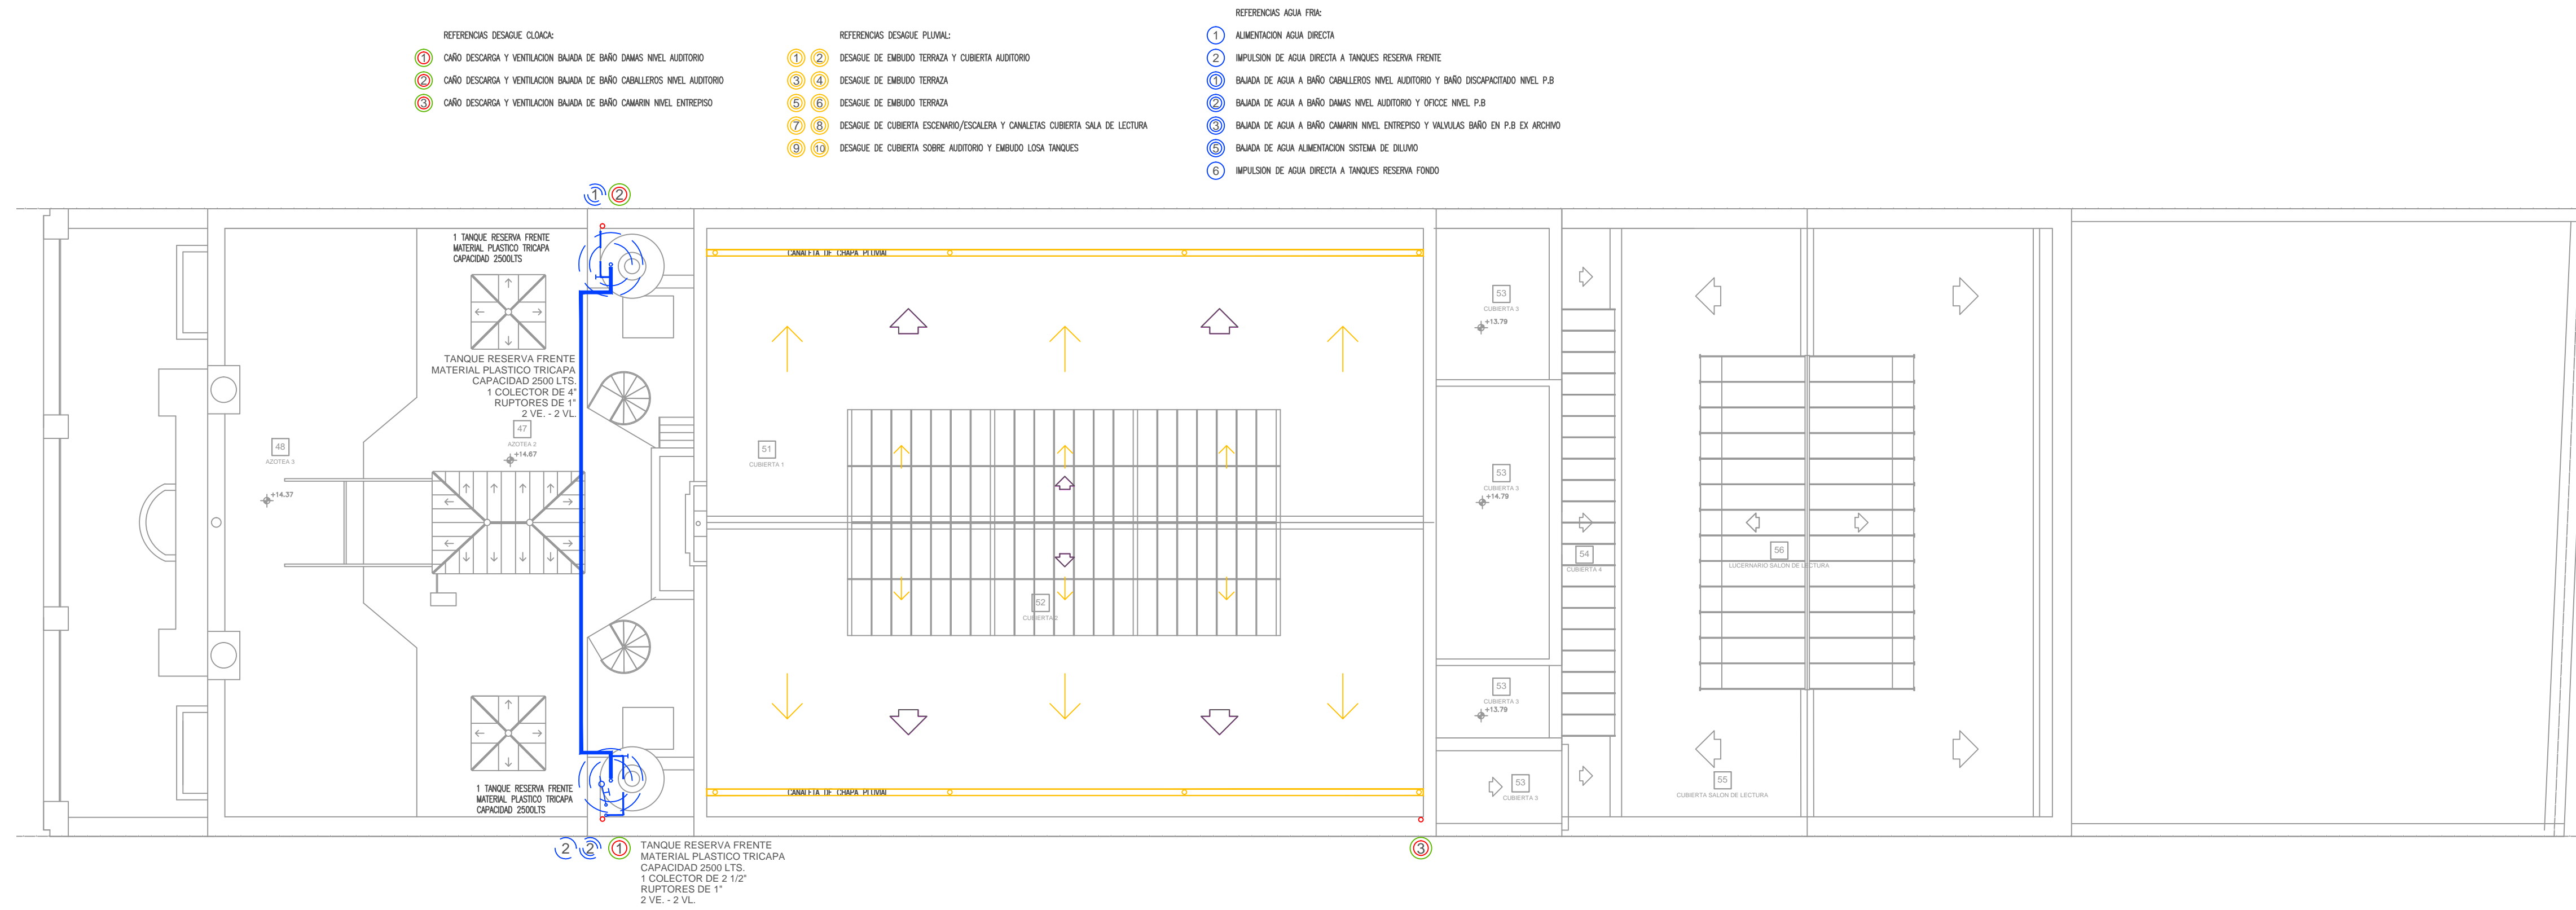 REFERENCIAS DESAGUE CLOACA:
1 CAÑO DESCARGA Y VENTILACION BAJADA DE BAÑO DAMAS NIVEL AUDITORIO
2 CAÑO DESCARGA Y VENTILACION BAJADA DE BAÑO CABALLEROS NIVEL AUDITORIO
3 CAÑO DESCARGA Y VENTILACION BAJADA DE BAÑO CAMARIN NIVEL ENTREPISO
REFERENCIAS DESAGUE PLUVIAL:
1 2 DESAGUE DE EMBUDO TERRAZA Y CUBIERTA AUDITORIO
3 4 DESAGUE DE EMBUDO TERRAZA
5 6 DESAGUE DE EMBUDO TERRAZA
7 8 DESAGUE DE CUBIERTA ESCENARIO/ESCALERA Y CANALETAS CUBIERTA SALA DE LECTURA
9 10 DESAGUE DE CUBIERTA SOBRE AUDITORIO Y EMBUDO LOSA TANQUES
REFERENCIAS AGUA FRIA:
1 ALIMENTACION AGUA DIRECTA
2 IMPULSION DE AGUA DIRECTA A TANQUES RESERVA FRENTE
1 BAJADA DE AGUA A BAÑO CABALLEROS NIVEL AUDITORIO Y BAÑO DISCAPACITADO NIVEL P.B
2 BAJADA DE AGUA A BAÑO DAMAS NIVEL AUDITORIO Y OFICCE NIVEL P.B
3 BAJADA DE AGUA A BAÑO CAMARIN NIVEL ENTREPISO Y VALVULAS BAÑO EN P.B EX ARCHIVO
5 BAJADA DE AGUA ALIMENTACION SISTEMA DE DILUVIO
6 IMPULSION DE AGUA DIRECTA A TANQUES RESERVA FONDO
1 2
1 TANQUE RESERVA FRENTE
MATERIAL PLASTICO TRICAPA
CAPACIDAD 2500LTS
CANALETA DE CHAPA PLUVIAL
TANQUE RESERVA FRENTE
MATERIAL PLASTICO TRICAPA
CAPACIDAD 2500 LTS.
1 COLECTOR DE 4"
RUPTORES DE 1"
2 VE. - 2 VL.
48
AZOTEA 3
+14.37
47
AZOTEA 2
+14.67
51
CUBIERTA 1
52
CUBIERTA 2
53
CUBIERTA 3
+13.79
53
CUBIERTA 3
+14.79
53
CUBIERTA 3
+13.79
53
CUBIERTA 3
54
CUBIERTA 4
56
LUCERNARIO SALON DE LECTURA
55
CUBIERTA SALON DE LECTURA
1 TANQUE RESERVA FRENTE
MATERIAL PLASTICO TRICAPA
CAPACIDAD 2500LTS
CANALETA DE CHAPA PLUVIAL
2 2 1
TANQUE RESERVA FRENTE
MATERIAL PLASTICO TRICAPA
CAPACIDAD 2500 LTS.
1 COLECTOR DE 2 1/2"
RUPTORES DE 1"
2 VE. - 2 VL.
3